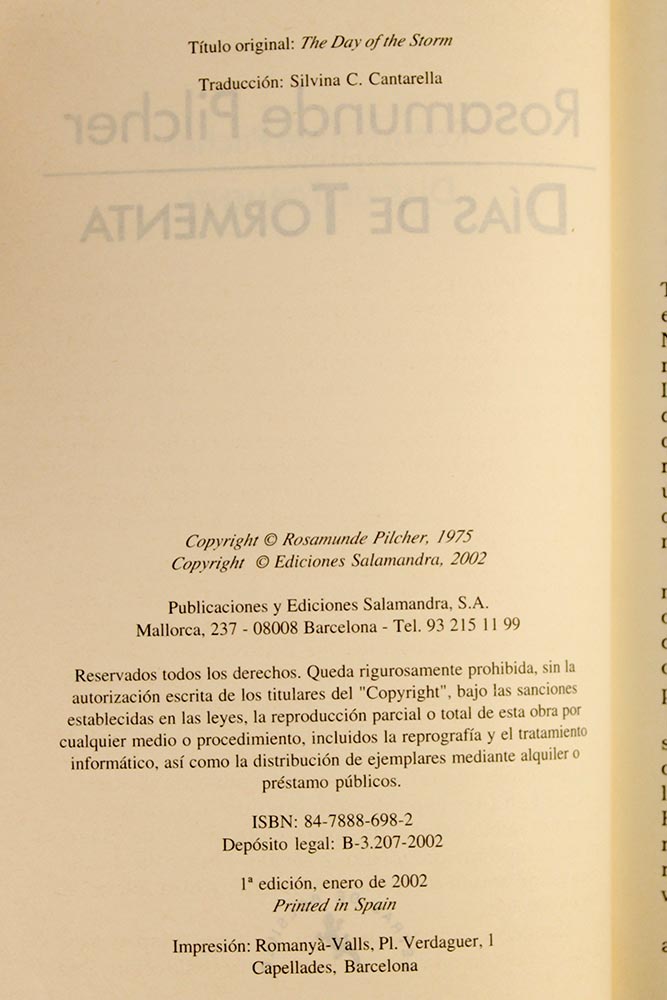 Título original: The Day of the Storm
Traducción: Silvina C. Cantarella
Rosamunde Pilcher
DÍAS DE TORMENTA
Copyright © Rosamunde Pilcher, 1975
Copyright © Ediciones Salamandra, 2002
Publicaciones y Ediciones Salamandra, S.A.
Mallorca, 237 - 08008 Barcelona - Tel. 93 215 11 99
Reservados todos los derechos. Queda rigurosamente prohibida, sin la
autorización escrita de los titulares del "Copyright", bajo las sanciones
establecidas en las leyes, la reproducción parcial o total de esta obra por
cualquier medio o procedimiento, incluidos la reprografía y el tratamiento
informático, así como la distribución de ejemplares mediante alquiler o
préstamo públicos.
ISBN: 84-7888-698-2
Depósito legal: B-3.207-2002
1ª edición, enero de 2002
Printed in Spain
Impresión: Romanyà-Valls, Pl. Verdaguer, 1
Capellades, Barcelona